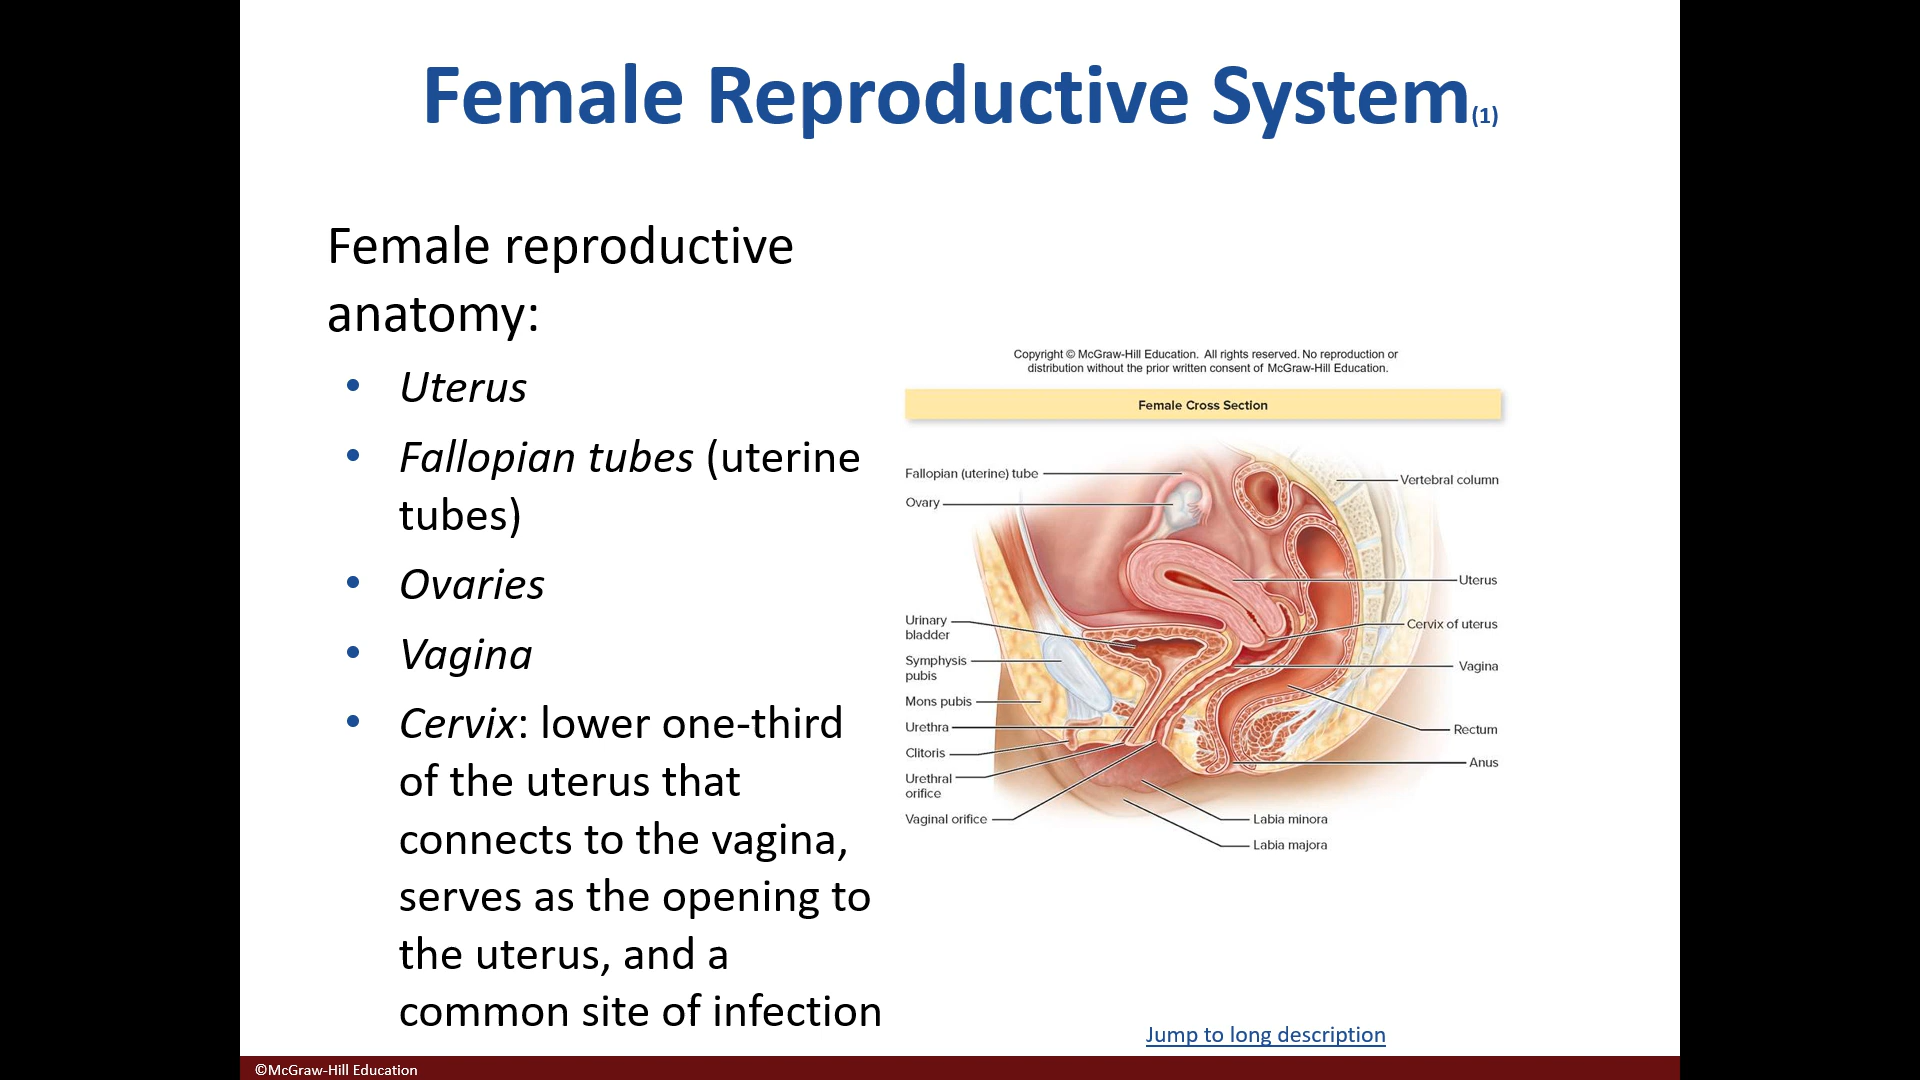 Female Reproductive System(1)
Female reproductive
anatomy:
• Uterus
• Fallopian tubes (uterine
tubes)
• Ovaries
• Vagina
• Cervix: lower one-third
of the uterus that
connects to the vagina,
serves as the opening to
the uterus, and a
common site of infection
Copyright © McGraw-Hill Education. All rights reserved. No reproduction or
distribution without the prior written consent of McGraw-Hill Education.
Female Cross Section
Fallopian (uterine) tube
Ovary
Urinary
bladder
Symphysis
pubis
Mons pubis
Urethra
Clitoris
Urethral
orifice
Vaginal orifice
Vertebral column
Uterus
Cervix of uterus
Vagina
Rectum
Anus
Labia minora
Labia majora
Jump to long description
©McGraw-Hill Education